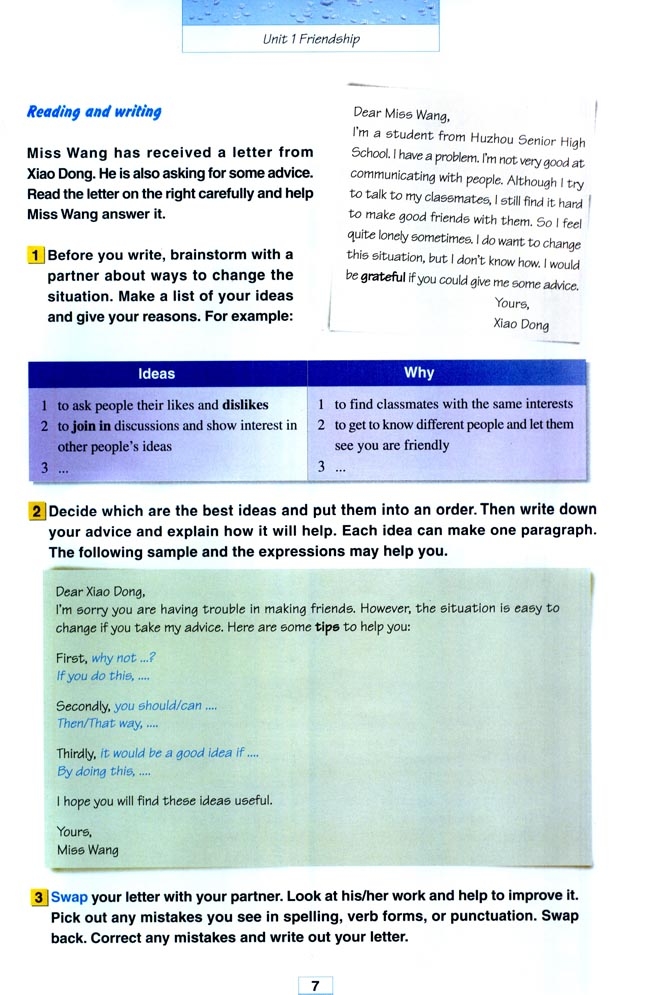 Unit 1 Friendship
Reading and writing
Miss Wang has received a letter from
Xiao Dong. He is also asking for some advice.
Read the letter on the right carefully and help
Miss Wang answer it.
1 Before you write, brainstorm with a
partner about ways to change the
situation. Make a list of your ideas
and give your reasons. For example:
Dear Miss Wang,
I'm a student from Huzhou Senior High
School. I have a problem. I'm not very good at
communicating with people. Although I try
to talk to my classmates, I still find it hard
to make good friends with them. So I feel
quite lonely sometimes. I do want to change
this situation, but I don't know how. I would
be grateful if you could give me some advice.
Yours,
Xiao Dong
Ideas
1 to ask people their likes and dislikes
2 to join in discussions and show interest in
other people's ideas
3 ...
Why
1 to find classmates with the same interests
2 to get to know different people and let them
see you are friendly
3 ...
2 Decide which are the best ideas and put them into an order. Then write down
your advice and explain how it will help. Each idea can make one paragraph.
The following sample and the expressions may help you.
Dear Xiao Dong,
I'm sorry you are having trouble in making friends. However, the situation is easy to
change if you take my advice. Here are some tips to help you:
First, why not ...?
If you do this, ....
Secondly, you should/can ....
Then/That way, ....
Thirdly, it would be a good idea if ....
By doing this, ....
I hope you will find these ideas useful.
Yours,
Miss Wang
3 Swap your letter with your partner. Look at his/her work and help to improve it.
Pick out any mistakes you see in spelling, verb forms, or punctuation. Swap
back. Correct any mistakes and write out your letter.
7